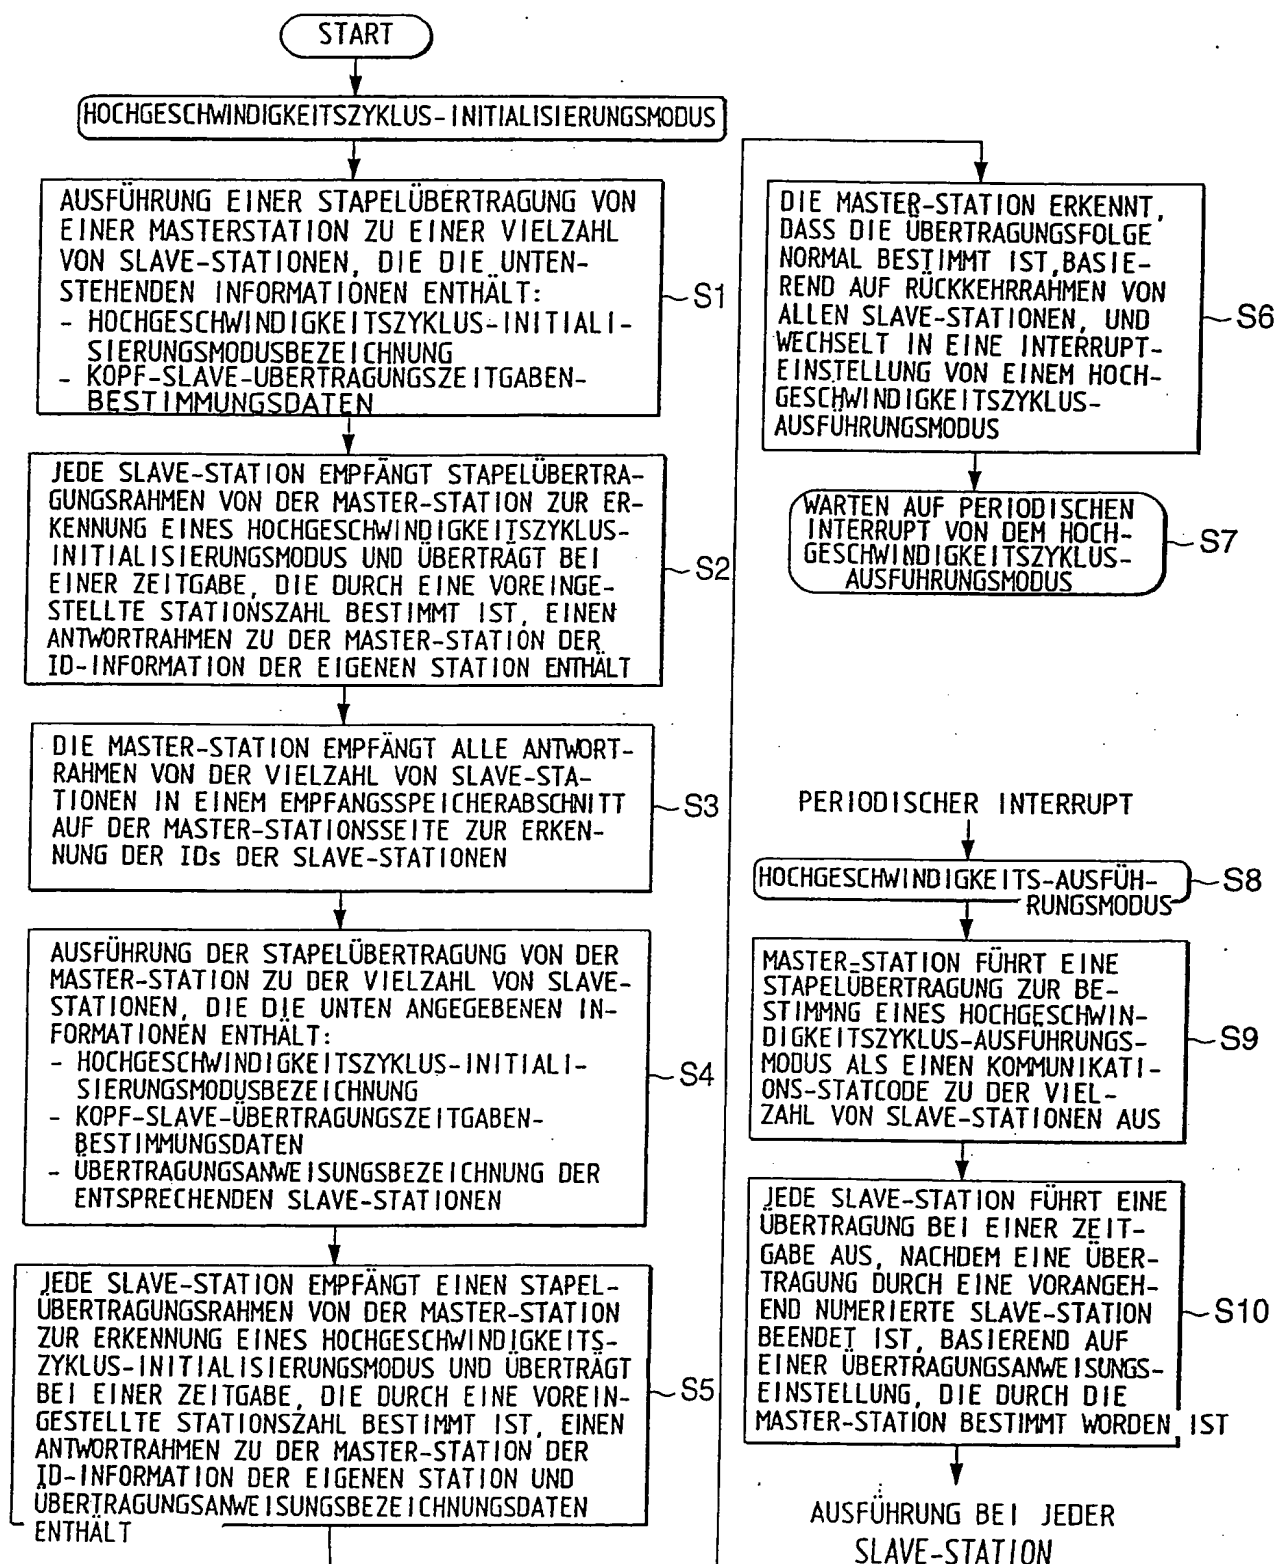 START
HOCHGESCHWINDIGKEITSZYKLUS-INITIALISIERUNGSMODUS
AUSFÜHRUNG EINER STAPELÜBERTRAGUNG VON
EINER MASTERSTATION ZU EINER VIELZAHL
VON SLAVE-STATIONEN, DIE DIE UNTEN-
STEHENDEN INFORMATIONEN ENTHÄLT:
- HOCHGESCHWINDIGKEITSZYKLUS-INITIALI-
SIERUNGSMODUSBEZEICHNUNG
- KOPF-SLAVE-UBERTRAGUNGSZEITGABEN-
BESTIMMUNGSDATEN
S1
JEDE SLAVE-STATION EMPFÄNGT STAPELÜBERTRA-
GUNGSRAHMEN VON DER MASTER-STATION ZUR ER-
KENNUNG EINES HOCHGESCHWINDIGKEITSZYKLUS-
INITIALISIERUNGSMODUS UND ÜBERTRÄGT BEI
EINER ZEITGABE, DIE DURCH EINE VOREINGE-
STELLTE STATIONSZAHL BESTIMMT IST, EINEN
ANTWORTRAHMEN ZU DER MASTER-STATION DER
ID-INFORMATION DER EIGENEN STATION ENTHÄLT
S2
DIE MASTER-STATION EMPFÄNGT ALLE ANTWORT-
RAHMEN VON DER VIELZAHL VON SLAVE-STA-
TIONEN IN EINEM EMPFANGSSPEICHERABSCHNITT
AUF DER MASTER-STATIONSSEITE ZUR ERKEN-
NUNG DER IDs DER SLAVE-STATIONEN
S3
AUSFÜHRUNG DER STAPELÜBERTRAGUNG VON DER
MASTER-STATION ZU DER VIELZAHL VON SLAVE-
STATIONEN, DIE DIE UNTEN ANGEGEBENEN IN-
FORMATIONEN ENTHÄLT:
- HOCHGESCHWINDIGKEITSZYKLUS-INITIALI-
SIERUNGSMODUSBEZEICHNUNG
- KOPF-SLAVE-ÜBERTRAGUNGSZEITGABEN-
BESTIMMUNGSDATEN
- ÜBERTRAGUNGSANWEISUNGSBEZEICHNUNG DER
ENTSPRECHENDEN SLAVE-STATIONEN
S4
JEDE SLAVE-STATION EMPFÄNGT EINEN STAPEL-
ÜBERTRAGUNGSRAHMEN VON DER MASTER-STATION
ZUR ERKENNUNG EINES HOCHGESCHWINDIGKEITS-
ZYKLUS-INITIALISIERUNGSMODUS UND ÜBERTRÄGT
BEI EINER ZEITGABE, DIE DURCH EINE VOREIN-
GESTELLTE STATIONSZAHL BESTIMMT IST, EINEN
ANTWORTRAHMEN ZU DER MASTER-STATION DER
ID-INFORMATION DER EIGENEN STATION UND
ÜBERTRAGUNGSANWEISUNGSBEZEICHNUNGSDATEN
ENTHÄLT
S5
DIE MASTER-STATION ERKENNT,
DASS DIE ÜBERTRAGUNGSFOLGE
NORMAL BESTIMMT IST, BASIE-
REND AUF RÜCKKEHRRAHMEN VON
ALLEN SLAVE-STATIONEN, UND
WECHSELT IN EINE INTERRUPT-
EINSTELLUNG VON EINEM HOCH-
GESCHWINDIGKEITSZYKLUS-
AUSFÜHRUNGSMODUS
S6
WARTEN AUF PERIODISCHEN
INTERRUPT VON DEM HOCH-
GESCHWINDIGKEITSZYKLUS-
AUSFÜHRUNGSMODUS
S7
PERIODISCHER INTERRUPT
HOCHGESCHWINDIGKEITS-AUSFÜH-
RUNGSMODUS
S8
MASTER-STATION FÜHRT EINE
STAPELÜBERTRAGUNG ZUR BE-
STIMMNG EINES HOCHGESCHWIN-
DIGKEITSZYKLUS-AUSFÜHRUNGS-
MODUS ALS EINEN KOMMUNIKATI-
ONS-STATCODE ZU DER VIEL-
ZAHL VON SLAVE-STATIONEN AUS
S9
JEDE SLAVE-STATION FÜHRT EINE
ÜBERTRAGUNG BEI EINER ZEIT-
GABE AUS, NACHDEM EINE ÜBER-
TRAGUNG DURCH EINE VORANGEH-
END NUMERIERTE SLAVE-STATION
BEENDET IST, BASIEREND AUF
EINER ÜBERTRAGUNGSANWEISUNGS-
EINSTELLUNG, DIE DURCH DIE
MASTER-STATION BESTIMMT WORDEN IST
S10
AUSFÜHRUNG BEI JEDER
SLAVE-STATION